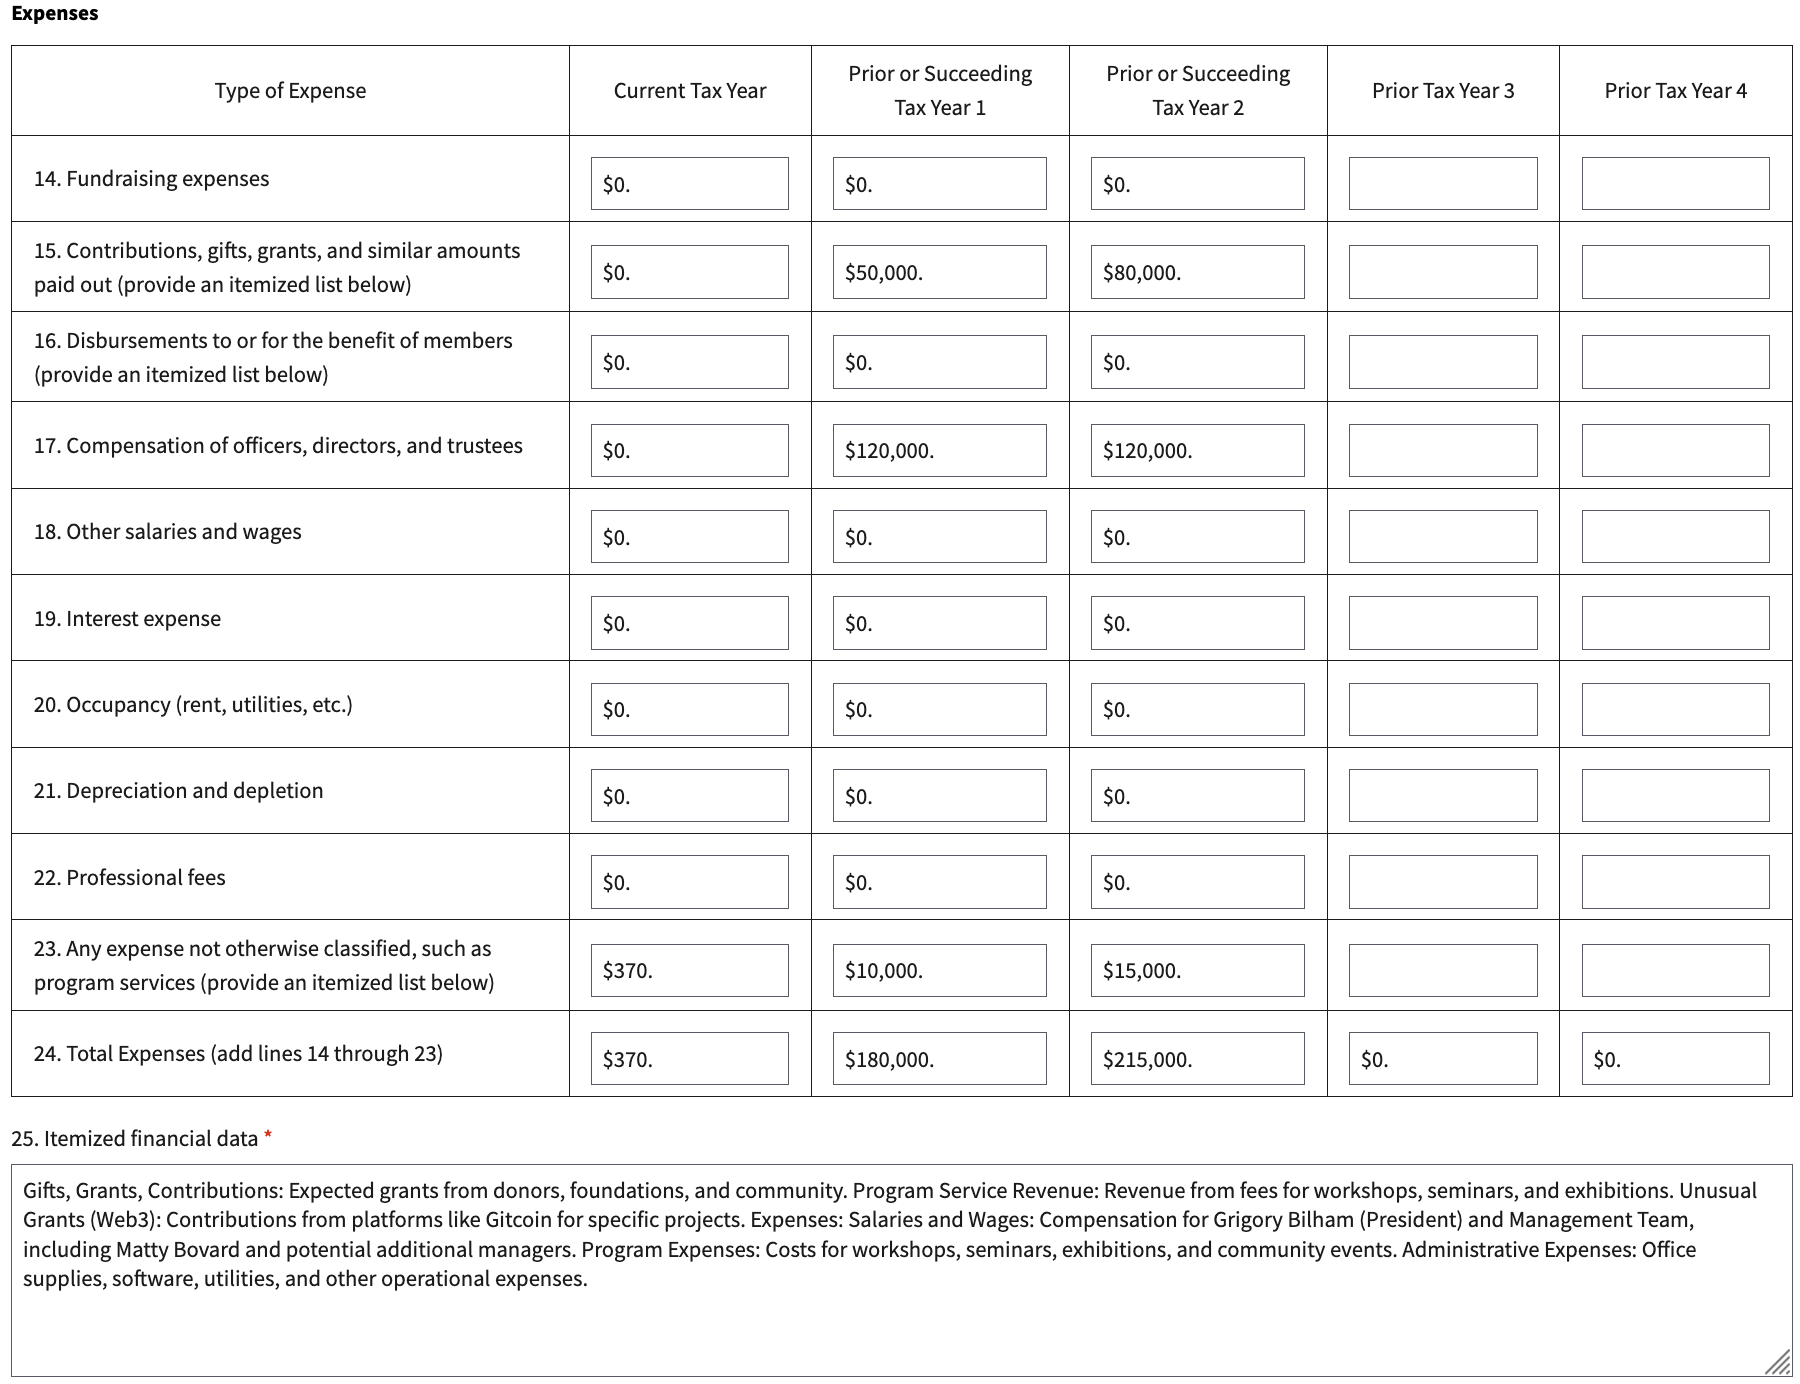 Expenses
Type of Expense
Current Tax Year
Prior or Succeeding
Tax Year 1
Prior or Succeeding
Tax Year 2
Prior Tax Year 3
Prior Tax Year 4
14. Fundraising expenses
$0.
$0.
$0.
15. Contributions, gifts, grants, and similar amounts
paid out (provide an itemized list below)
$0.
$50,000.
$80,000.
16. Disbursements to or for the benefit of members
(provide an itemized list below)
$0.
$0.
$0.
17. Compensation of officers, directors, and trustees
$0.
$120,000.
$120,000.
18. Other salaries and wages
$0.
$0.
$0.
19. Interest expense
$0.
$0.
$0.
20. Occupancy (rent, utilities, etc.)
$0.
$0.
$0.
21. Depreciation and depletion
$0.
$0.
$0.
22. Professional fees
$0.
$0.
$0.
23. Any expense not otherwise classified, such as
program services (provide an itemized list below)
$370.
$10,000.
$15,000.
24. Total Expenses (add lines 14 through 23)
$370.
$180,000.
$215,000.
$0.
$0.
25. Itemized financial data *
Gifts, Grants, Contributions: Expected grants from donors, foundations, and community. Program Service Revenue: Revenue from fees for workshops, seminars, and exhibitions. Unusual
Grants (Web3): Contributions from platforms like Gitcoin for specific projects. Expenses: Salaries and Wages: Compensation for Grigory Bilham (President) and Management Team,
including Matty Bovard and potential additional managers. Program Expenses: Costs for workshops, seminars, exhibitions, and community events. Administrative Expenses: Office
supplies, software, utilities, and other operational expenses.